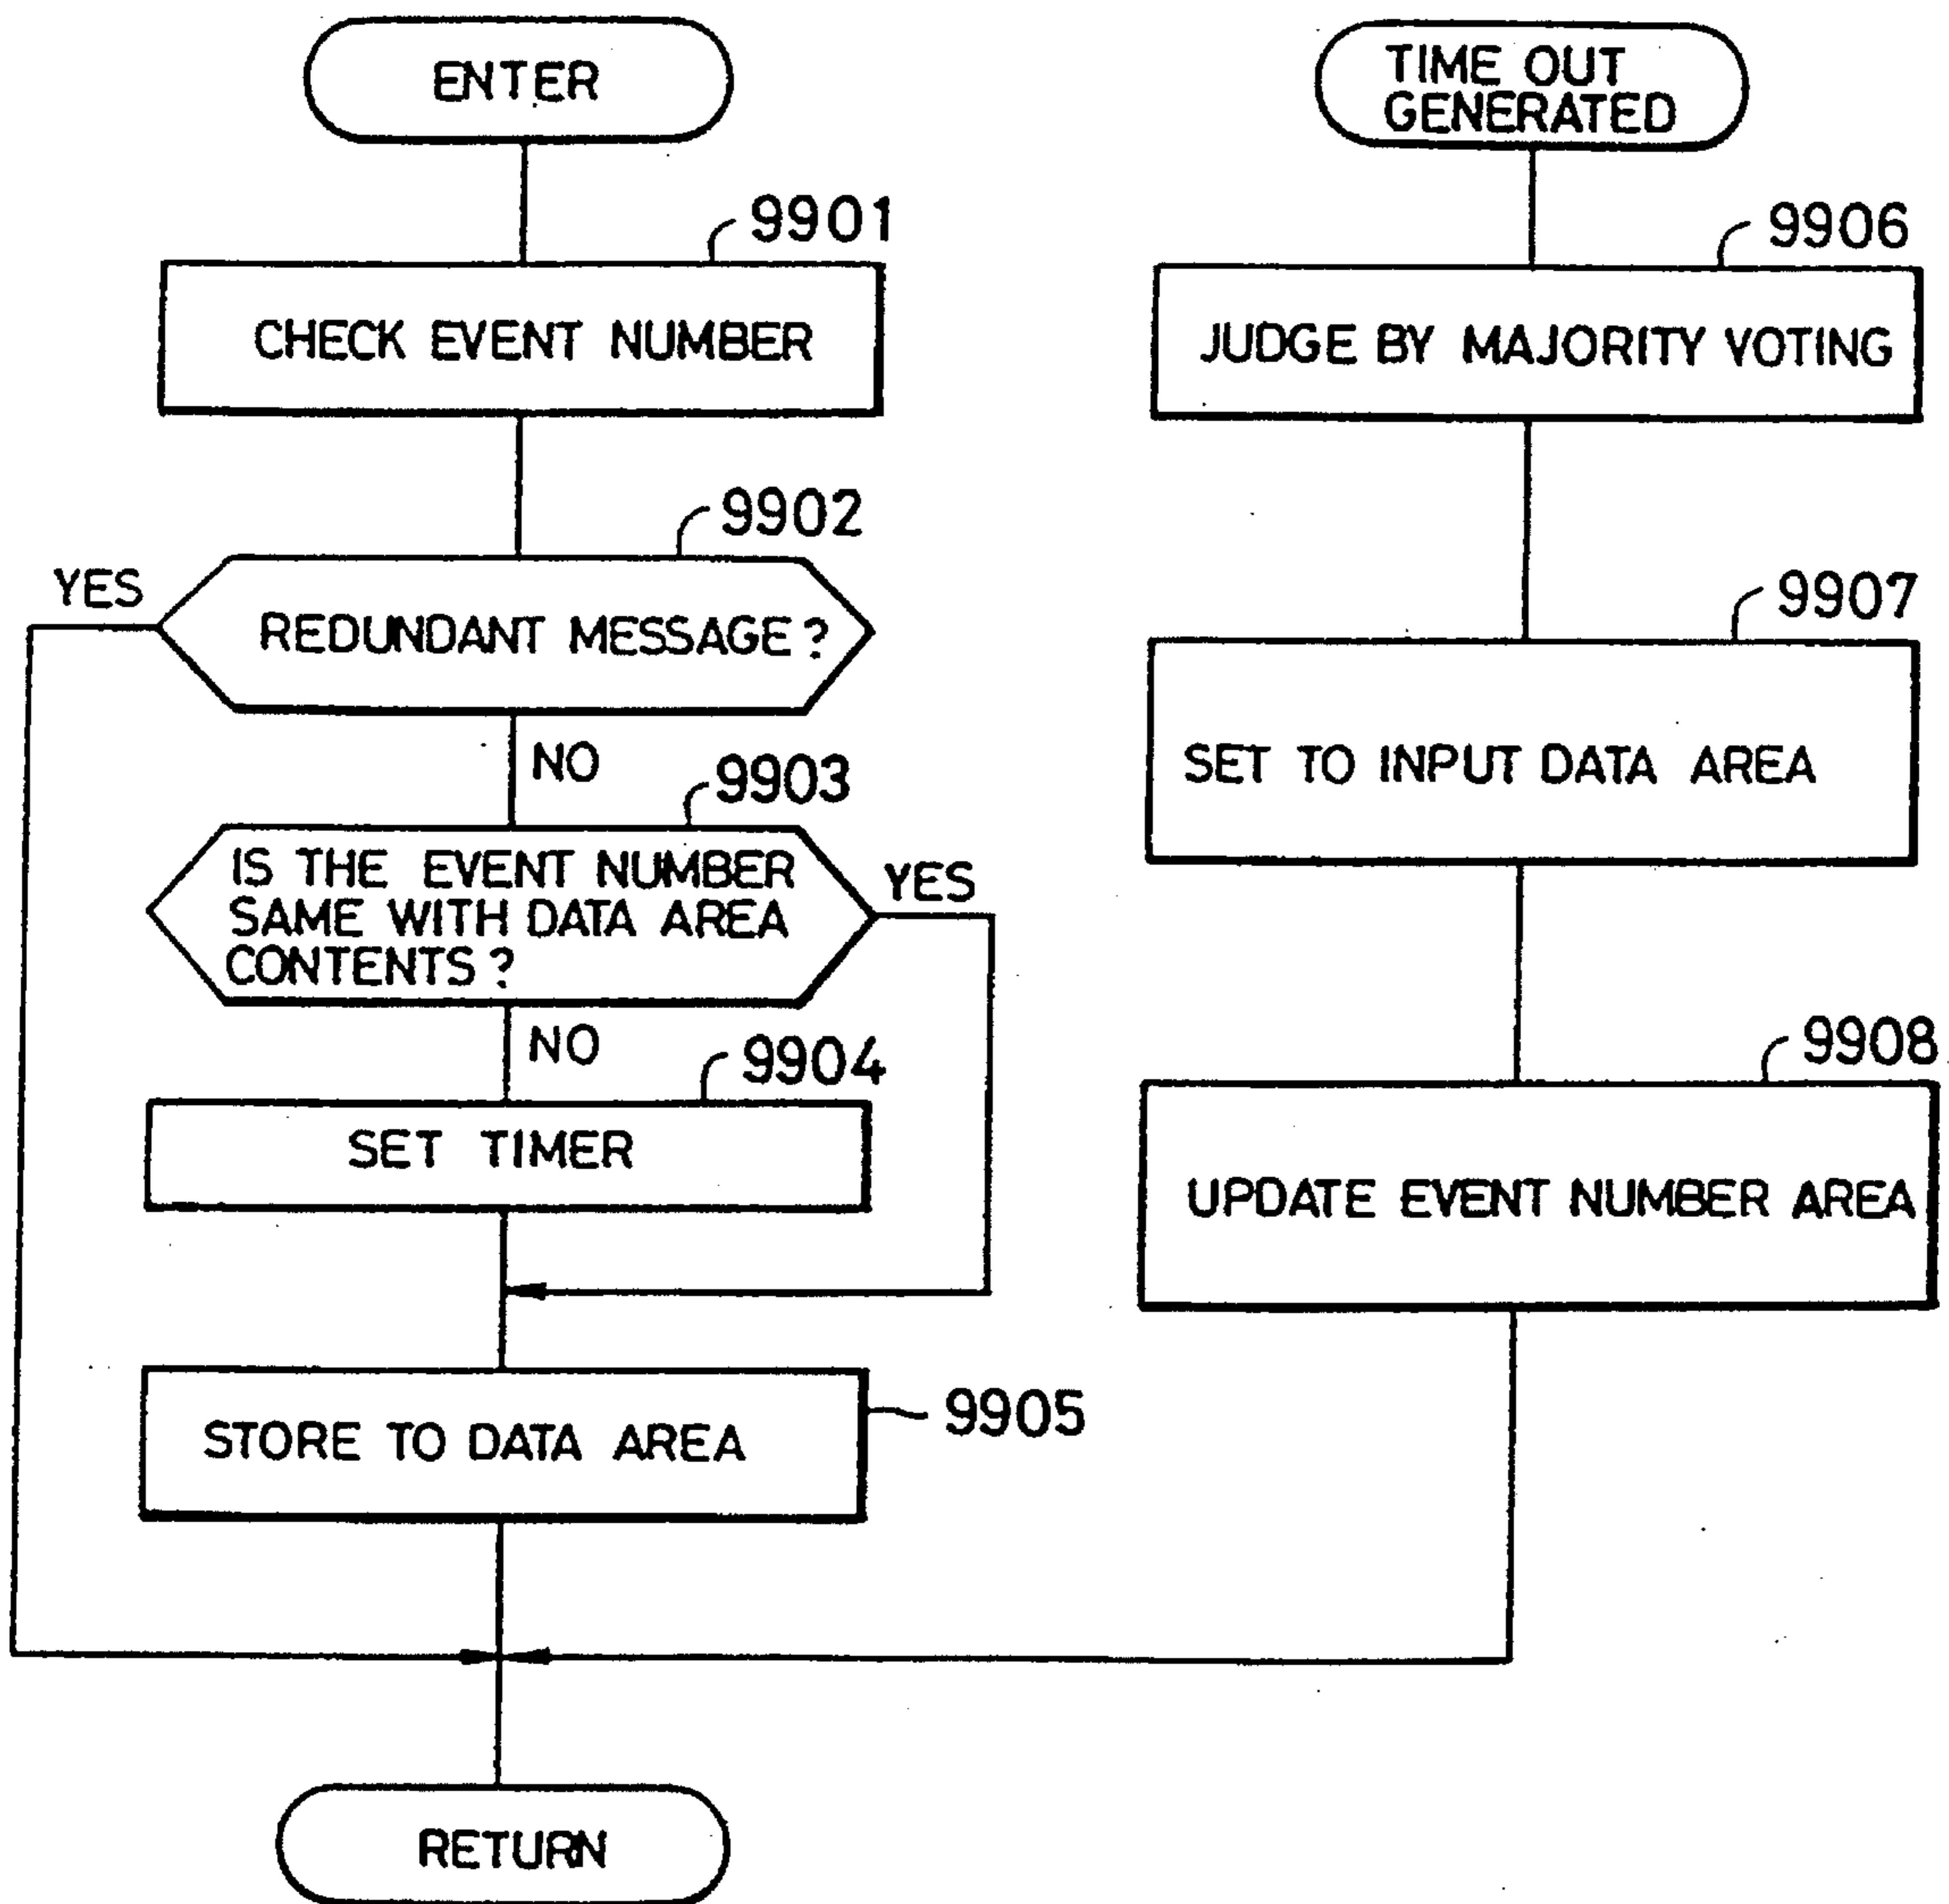 ENTER
9901
CHECK EVENT NUMBER
9902
YES
REDUNDANT MESSAGE?
NO
9903
IS THE EVENT NUMBER
SAME WITH DATA AREA
CONTENTS?
YES
NO
9904
SET TIMER
STORE TO DATA AREA
9905
RETURN
TIME OUT
GENERATED
9906
JUDGE BY MAJORITY VOTING
9907
SET TO INPUT DATA AREA
9908
UPDATE EVENT NUMBER AREA